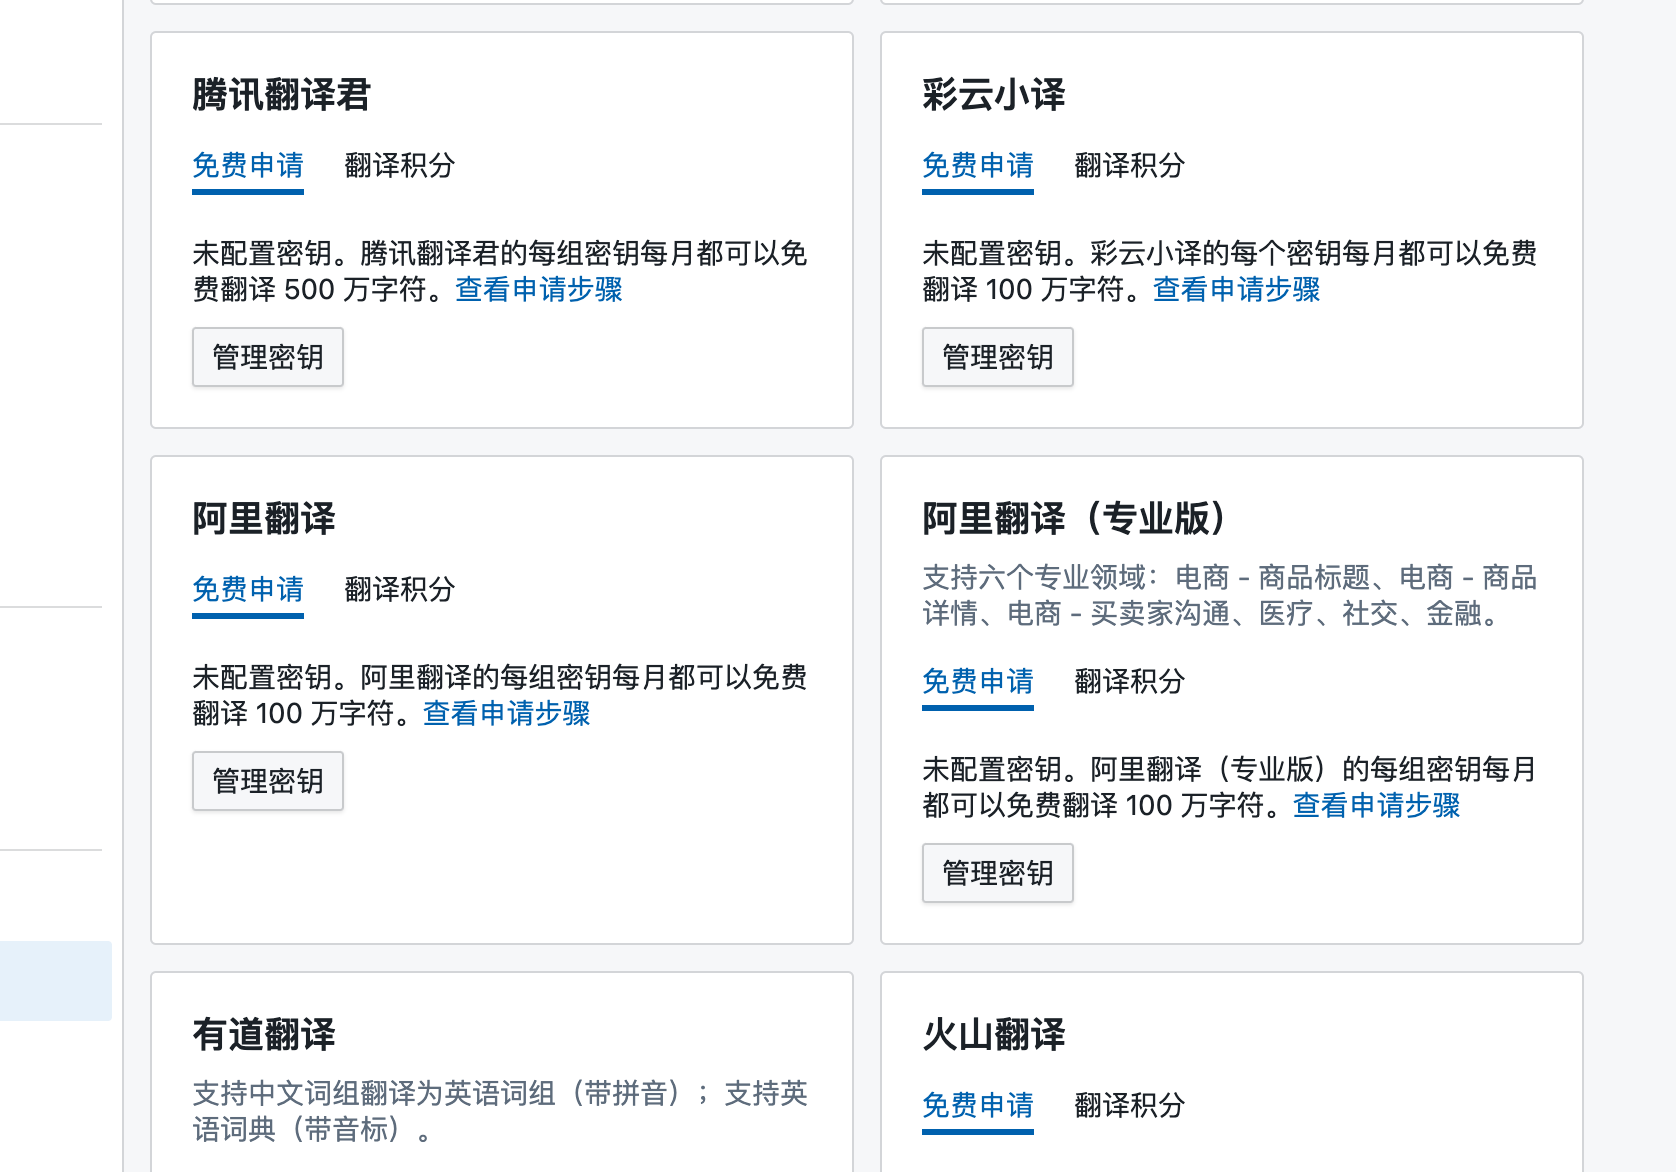 腾讯翻译君
免费申请 翻译积分
未配置密钥。腾讯翻译君的每组密钥每月都可以免
费翻译 500 万字符。查看申请步骤
管理密钥
彩云小译
免费申请 翻译积分
未配置密钥。彩云小译的每个密钥每月都可以免费
翻译 100 万字符。查看申请步骤
管理密钥
阿里翻译
免费申请 翻译积分
未配置密钥。阿里翻译的每组密钥每月都可以免费
翻译 100 万字符。查看申请步骤
管理密钥
阿里翻译（专业版）
支持六个专业领域：电商 - 商品标题、电商 - 商品
详情、电商 - 买卖家沟通、医疗、社交、金融。
免费申请 翻译积分
未配置密钥。阿里翻译（专业版）的每组密钥每月
都可以免费翻译 100 万字符。查看申请步骤
管理密钥
有道翻译
支持中文词组翻译为英语词组（带拼音）；支持英
语词典（带音标）。
火山翻译
免费申请 翻译积分